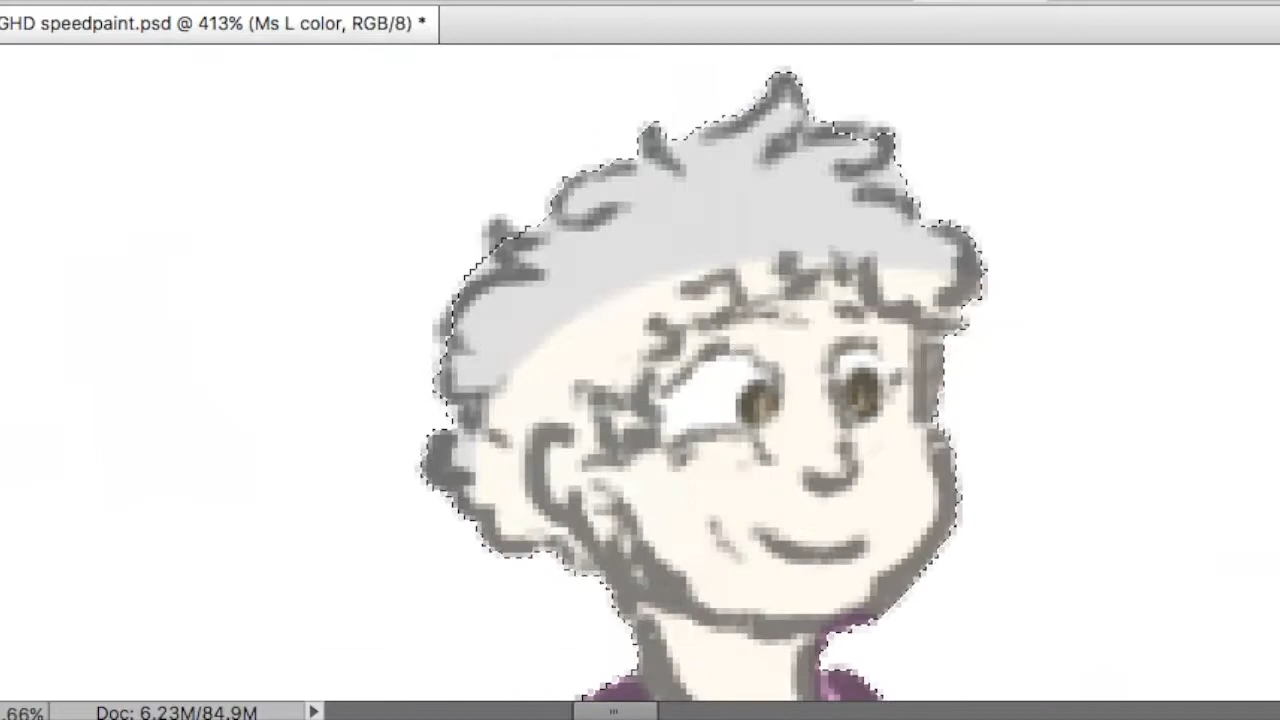 GHD speedpaint.psd @ 413% (Ms L color, RGB/8) *
.66% Doc: 6.23M/84.9M